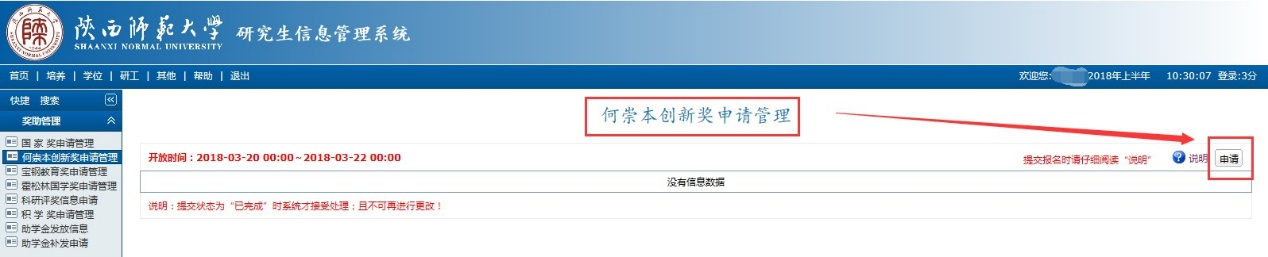 陕西师范大学 研究生信息管理系统
SHAANXI NORMAL UNIVERSITY
首页 | 培养 | 学位 | 研工 | 其他 | 帮助 | 退出
欢迎您: 2018年上半年 10:30:07 登录:3分
快捷 搜索
奖助管理
国 家 奖申请管理
何崇本创新奖申请管理
宝钢教育奖申请管理
霍松林国学奖申请管理
科研评奖信息申请
积 学 奖申请管理
助学金发放信息
助学金补发申请
何崇本创新奖申请管理
开放时间：2018-03-20 00:00～2018-03-22 00:00
提交报名时请仔细阅读“说明” 说明 申请
没有信息数据
说明：提交状态为“已完成”时系统才接受处理；且不可再进行更改！